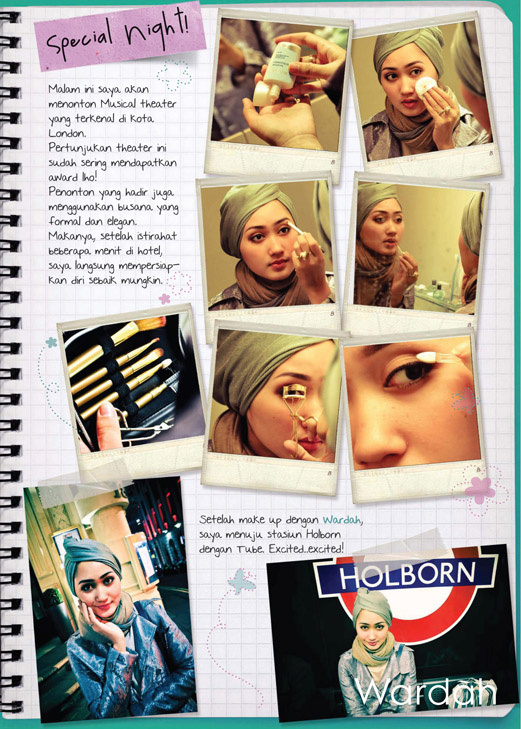 Special Night!
Malam ini saya akan
menonton Musical theater
yang terkenal di kota
London.
Pertunjukan theater ini
sudah sering mendapatkan
award lho!
Penonton yang hadir juga
menggunakan busana yang
formal dan elegan.
Makanya, setelah istirahat
beberapa menit di hotel,
saya langsung mempersiap-
kan diri sebaik mungkin.
Setelah make up dengan Wardah,
saya menuju stasiun Holborn
dengan Tube. Excited..excited!
HOLBORN
Wardah